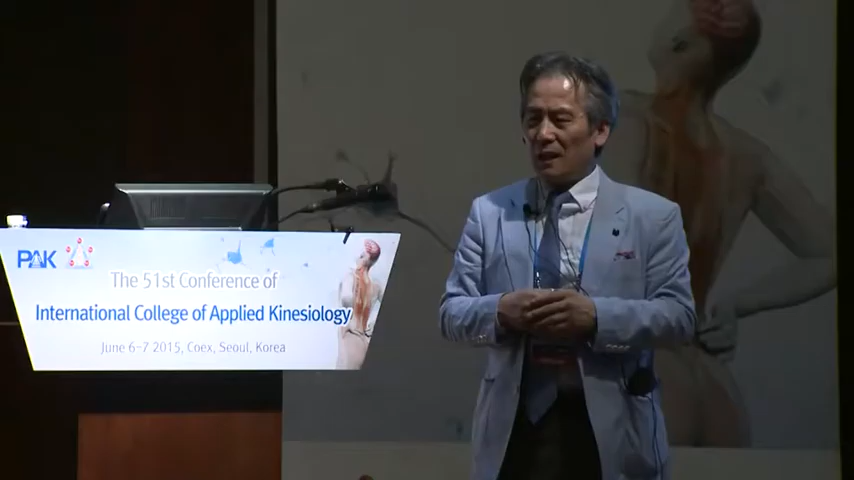 PAK
The 51st Conference of
International College of Applied Kinesiology
June 6-7 2015, Coex, Seoul, Korea